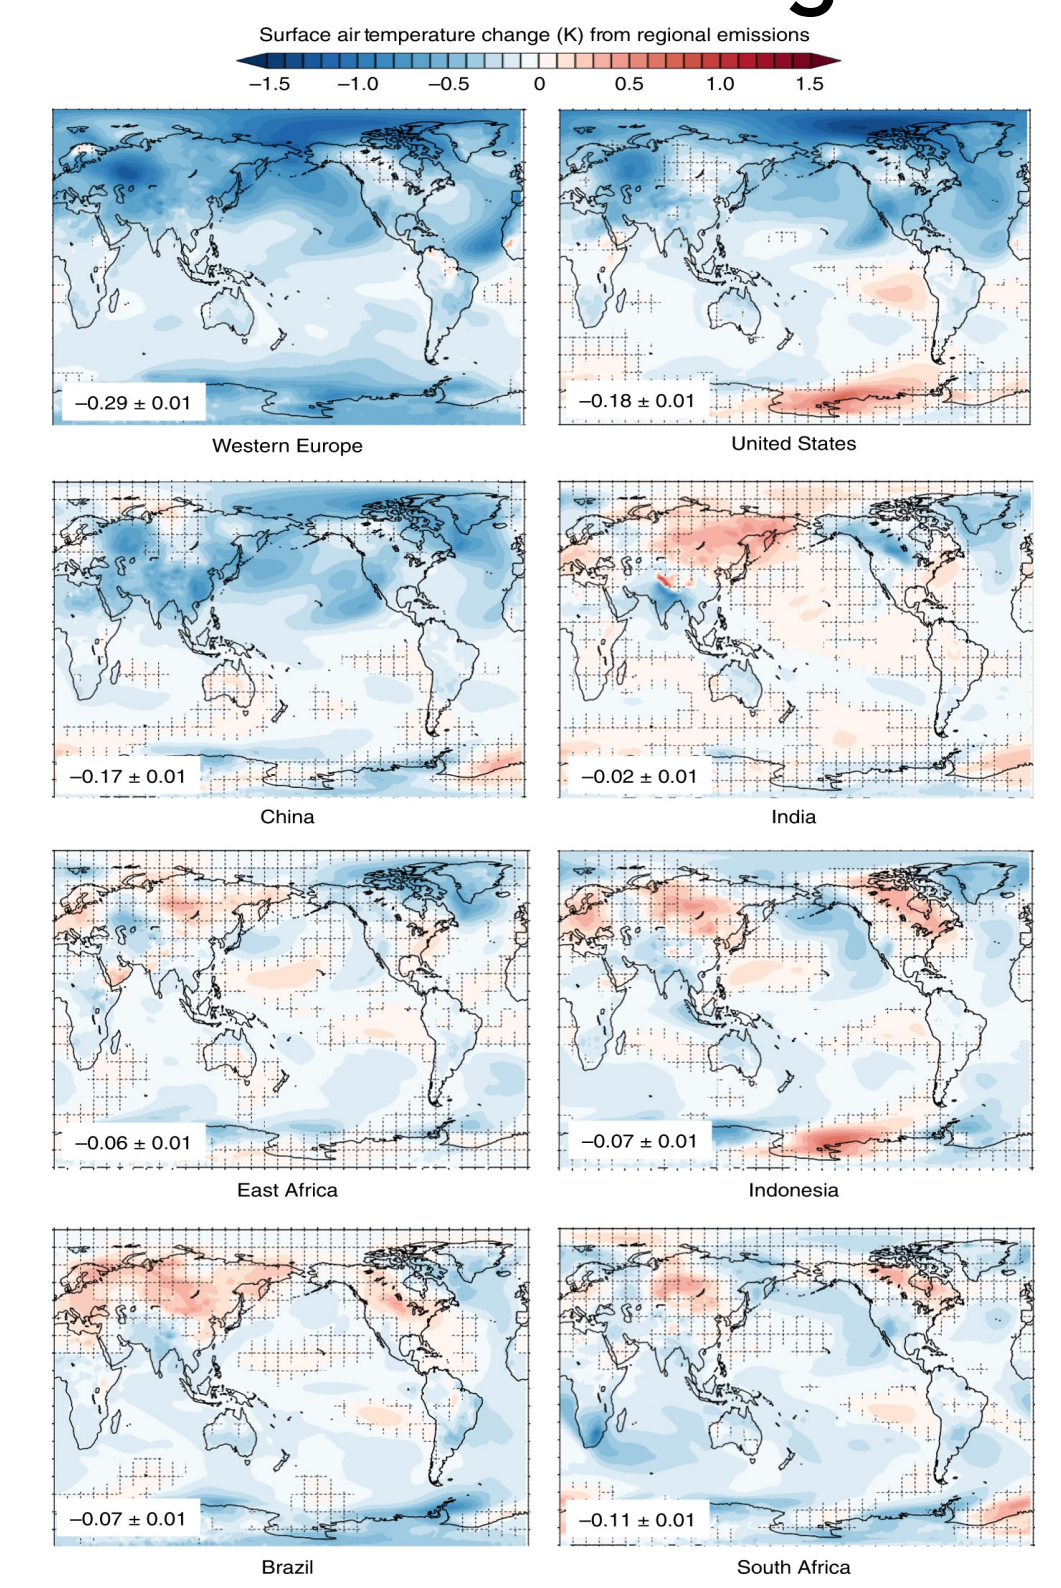 g
Surface air temperature change (K) from regional emissions
−1.5 −1.0 −0.5 0 0.5 1.0 1.5
−0.29 ± 0.01
−0.18 ± 0.01
Western Europe
United States
−0.17 ± 0.01
−0.02 ± 0.01
China
India
−0.06 ± 0.01
−0.07 ± 0.01
East Africa
Indonesia
−0.07 ± 0.01
−0.11 ± 0.01
Brazil
South Africa